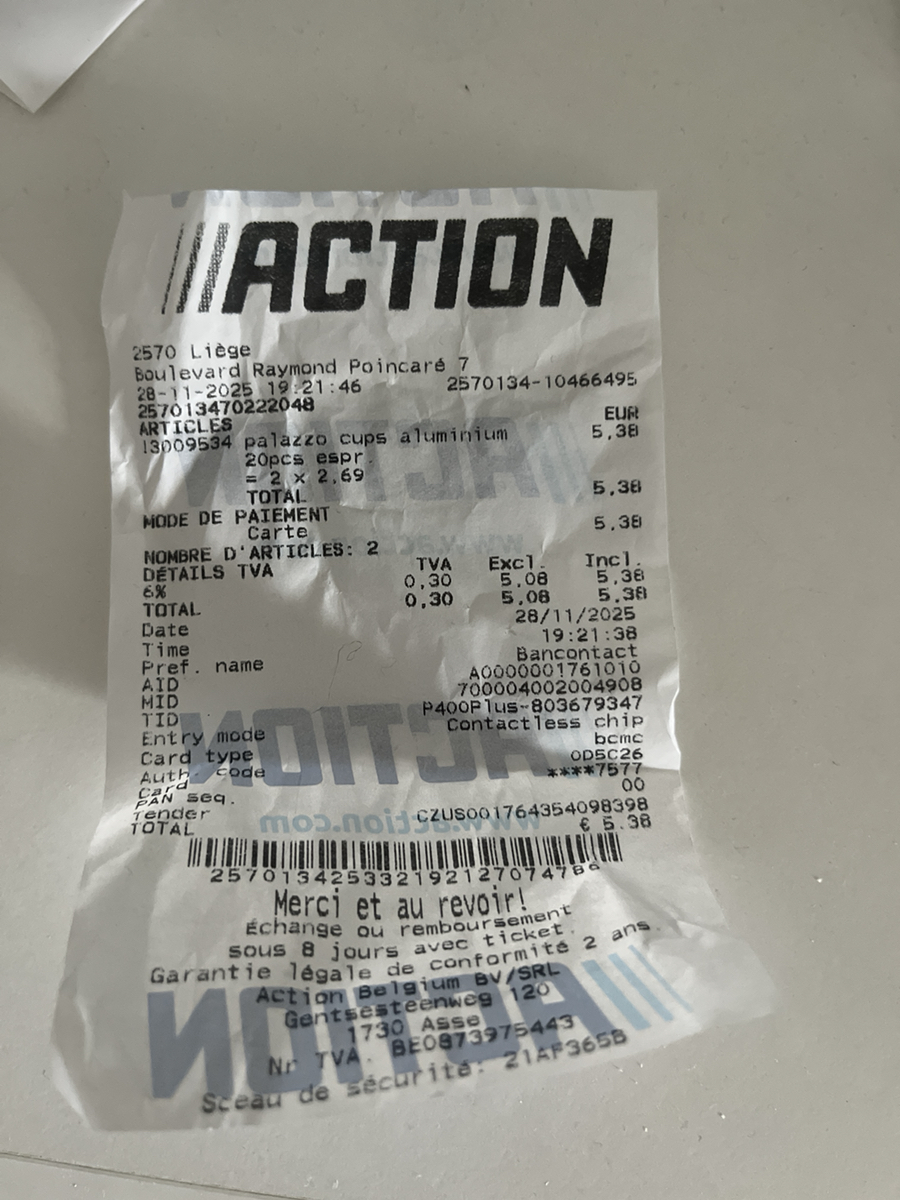 ACTION
2570 Liège
Boulevard Raymond Poincaré 7
28-11-2025 19:21:46 2570134-10466495
257013470222048
ARTICLES EUR
13009534 palazzo cups aluminium 5,38
20pcs espr.
= 2 x 2,69
TOTAL 5,38
MODE DE PAIEMENT
Carte 5,38
NOMBRE D'ARTICLES: 2
DÉTAILS TVA TVA Excl. Incl.
6% 0,30 5,08 5,38
TOTAL 0,30 5,08 5,38
Date 28/11/2025
Time 19:21:38
Pref. name Bancontact
AID A0000001761010
MID 700004002004908
TID P400Plus-803679347
Entry mode Contactless chip
Card type bcmc
Auth. code 0D5C26
Card ****7577
PAN seq. 00
Tender CZUS001764354098398
TOTAL € 5.38
www.action.com
257013425332192127074786
Merci et au revoir!
Échange ou remboursement
sous 8 jours avec ticket.
Garantie légale de conformité 2 ans.
Action Belgium BV/SRL
Gentsesteenweg 120
1730 Asse
Nr TVA. BE0873975443
Sceau de sécurité: 21AF365B